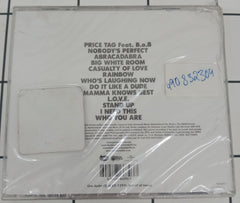 PRICE TAG Feat. B.o.B
NOBODY'S PERFECT
ABRACADABRA
BIG WHITE ROOM
CASUALTY OF LOVE
RAINBOW
WHO'S LAUGHING NOW
DO IT LIKE A DUDE
MAMMA KNOWS BEST
L.O.V.E.
STAND UP
I NEED THIS
WHO YOU ARE
490832309